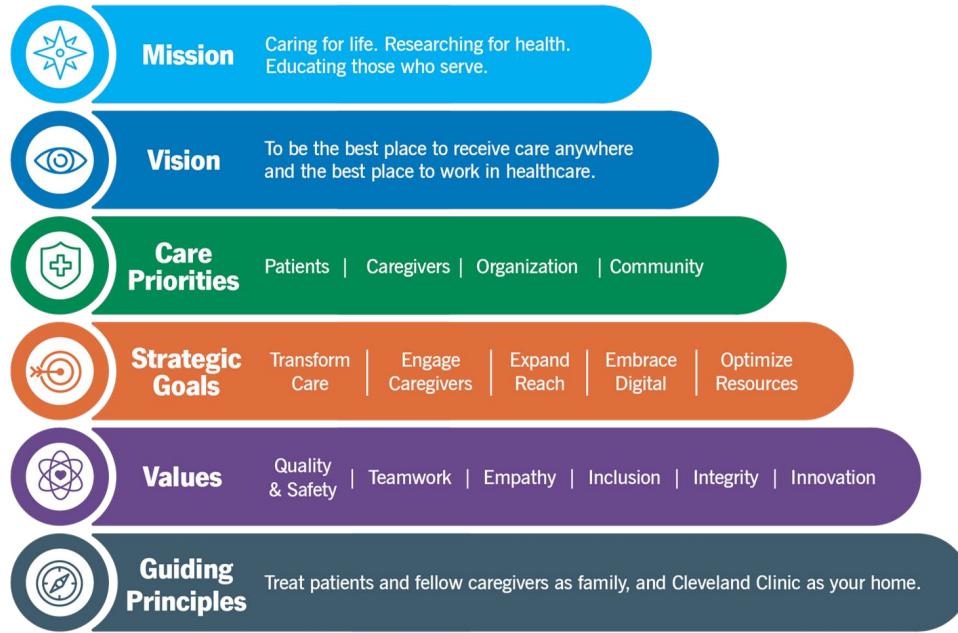 Mission
Caring for life. Researching for health.
Educating those who serve.
Vision
To be the best place to receive care anywhere
and the best place to work in healthcare.
Care
Priorities
Patients | Caregivers | Organization | Community
Strategic
Goals
Transform
Care
Engage
Caregivers
Expand
Reach
Embrace
Digital
Optimize
Resources
Values
Quality
& Safety
| Teamwork | Empathy | Inclusion | Integrity | Innovation
Guiding
Principles
Treat patients and fellow caregivers as family, and Cleveland Clinic as your home.